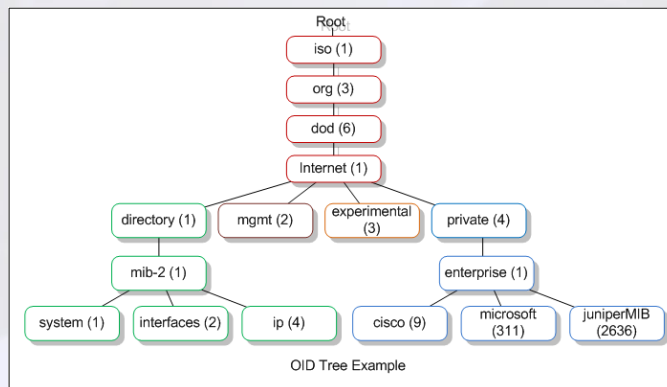 Root
iso (1)
org (3)
dod (6)
Internet (1)
directory (1)
mgmt (2)
experimental
(3)
private (4)
mib-2 (1)
enterprise (1)
system (1)
interfaces (2)
ip (4)
cisco (9)
microsoft
(311)
juniperMIB
(2636)
OID Tree Example